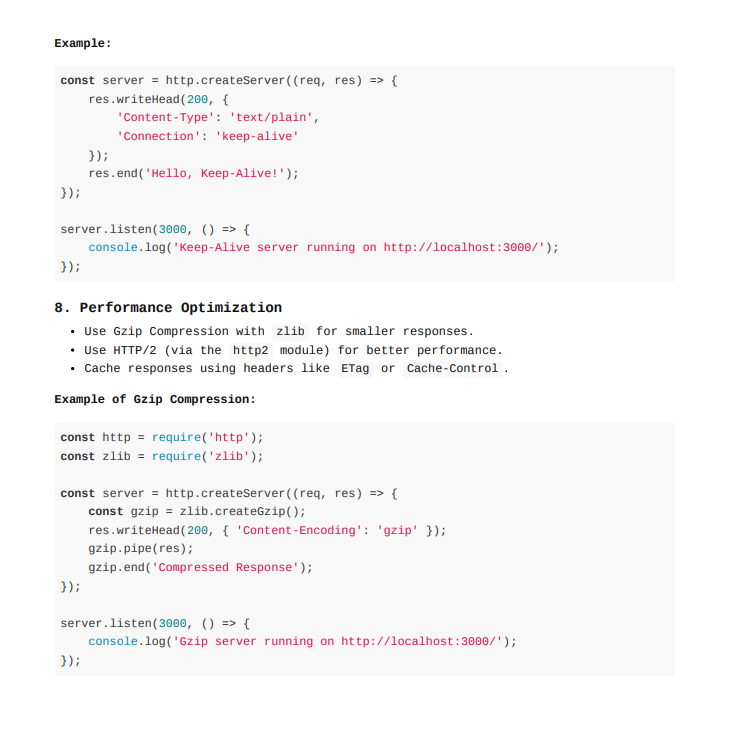 Example:
const server = http.createServer((req, res) => {
    res.writeHead(200, {
        'Content-Type': 'text/plain',
        'Connection': 'keep-alive'
    });
    res.end('Hello, Keep-Alive!');
});

server.listen(3000, () => {
    console.log('Keep-Alive server running on http://localhost:3000/');
});
8. Performance Optimization
• Use Gzip Compression with zlib for smaller responses.
• Use HTTP/2 (via the http2 module) for better performance.
• Cache responses using headers like ETag or Cache-Control.
Example of Gzip Compression:
const http = require('http');
const zlib = require('zlib');

const server = http.createServer((req, res) => {
    const gzip = zlib.createGzip();
    res.writeHead(200, { 'Content-Encoding': 'gzip' });
    gzip.pipe(res);
    gzip.end('Compressed Response');
});

server.listen(3000, () => {
    console.log('Gzip server running on http://localhost:3000/');
});